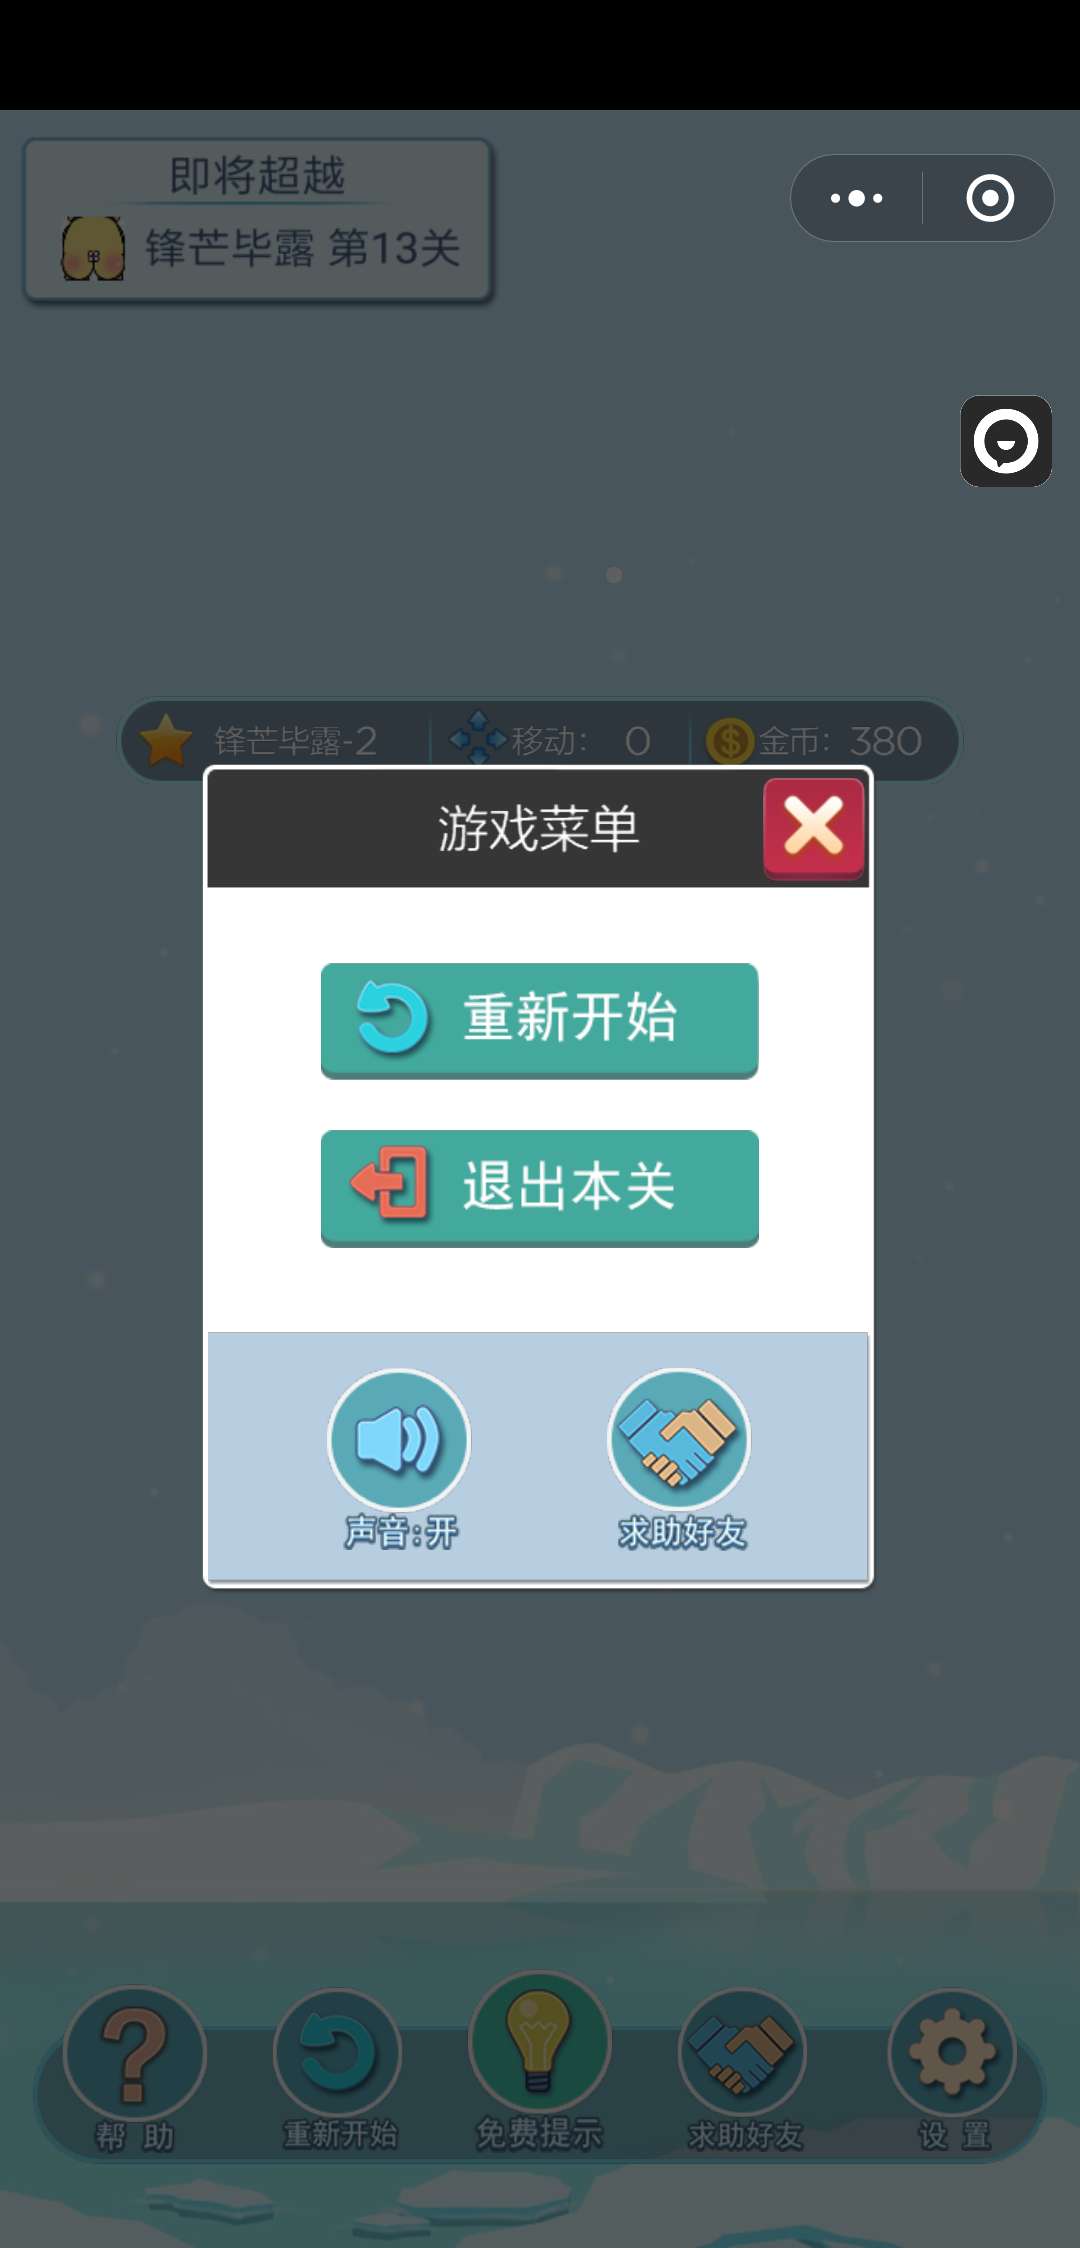 即将超越
锋芒毕露 第13关
锋芒毕露-2 移动: 0 金币: 380
游戏菜单
重新开始
退出本关
声音:开 求助好友
帮 助 重新开始 免费提示 求助好友 设 置